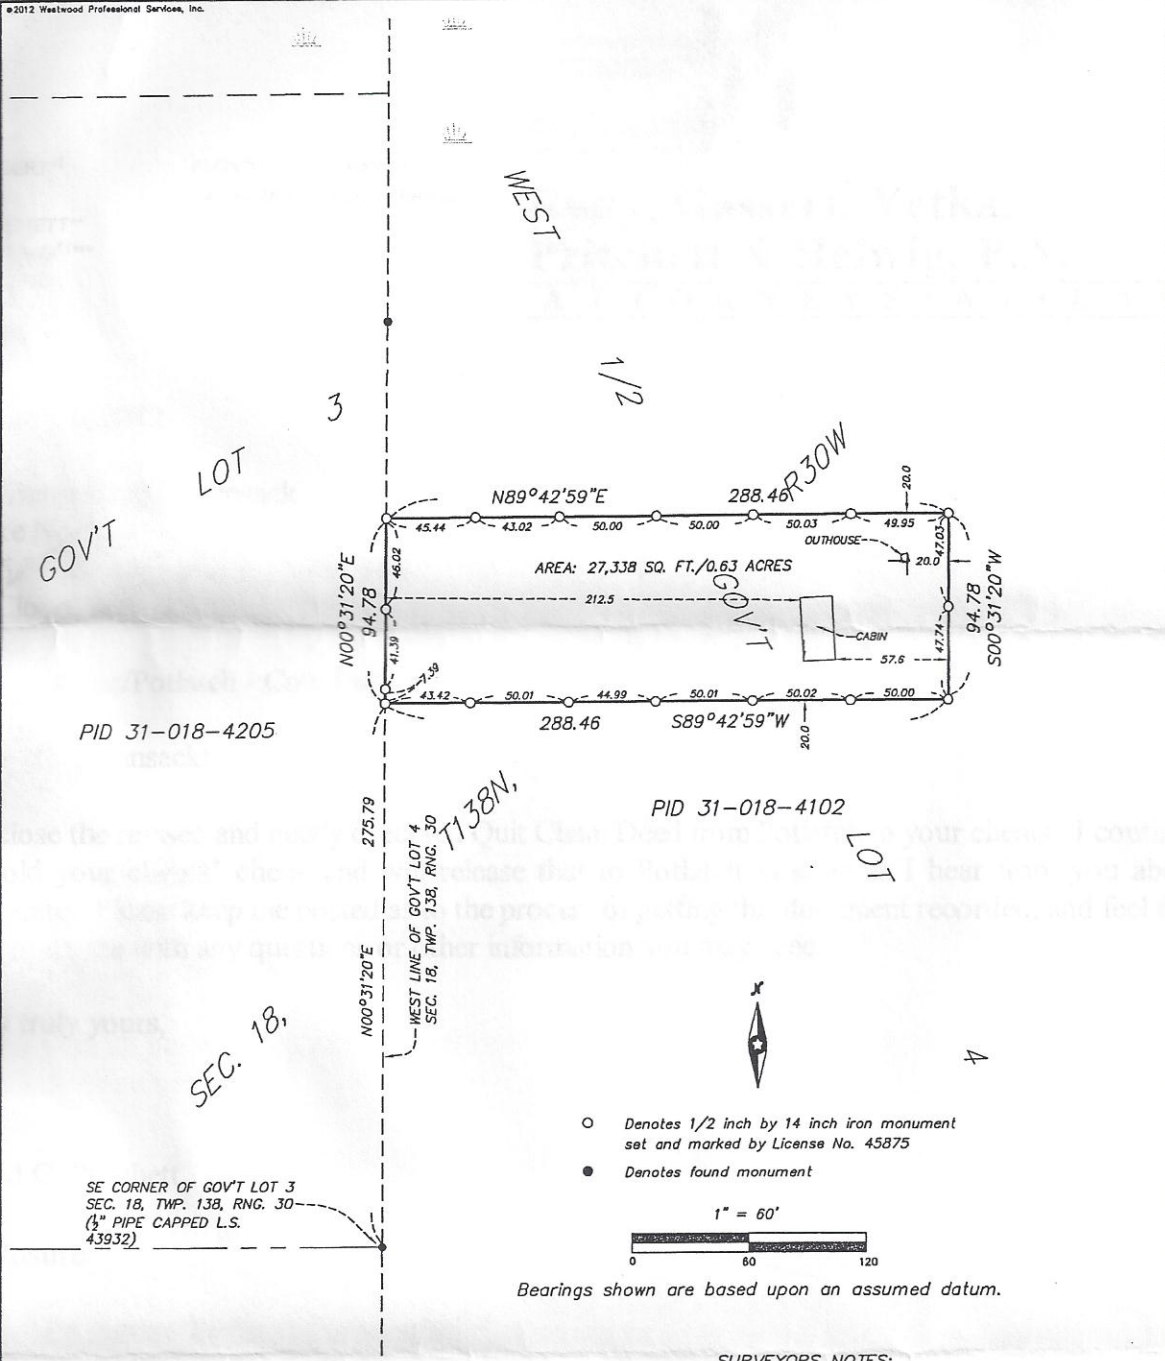 ©2012 Westwood Professional Services, Inc.
WEST
1/2
3
LOT
GOV'T
R30W
N89°42'59"E
288.46
20.0
45.44
43.02
50.00
50.00
50.03
49.95
OUTHOUSE
20.0
47.03
46.02
AREA: 27,338 SQ. FT./0.63 ACRES
N00°31'20"E
94.78
212.5
GOV'T
S00°31'20"W
94.78
CABIN
41.39
47.74
57.6
7.39
43.42
50.01
44.99
50.01
50.02
50.00
288.46
S89°42'59"W
20.0
PID 31-018-4205
T138N,
PID 31-018-4102
LOT
275.79
N00°31'20"E
WEST LINE OF GOV'T LOT 4
SEC. 18, TWP. 138, RNG. 30
SEC. 18,
N
4
Denotes 1/2 inch by 14 inch iron monument
set and marked by License No. 45875
Denotes found monument
SE CORNER OF GOV'T LOT 3
SEC. 18, TWP. 138, RNG. 30
(½" PIPE CAPPED L.S.
43932)
1" = 60'
0
60
120
Bearings shown are based upon an assumed datum.
SURVEYORS NOTES: